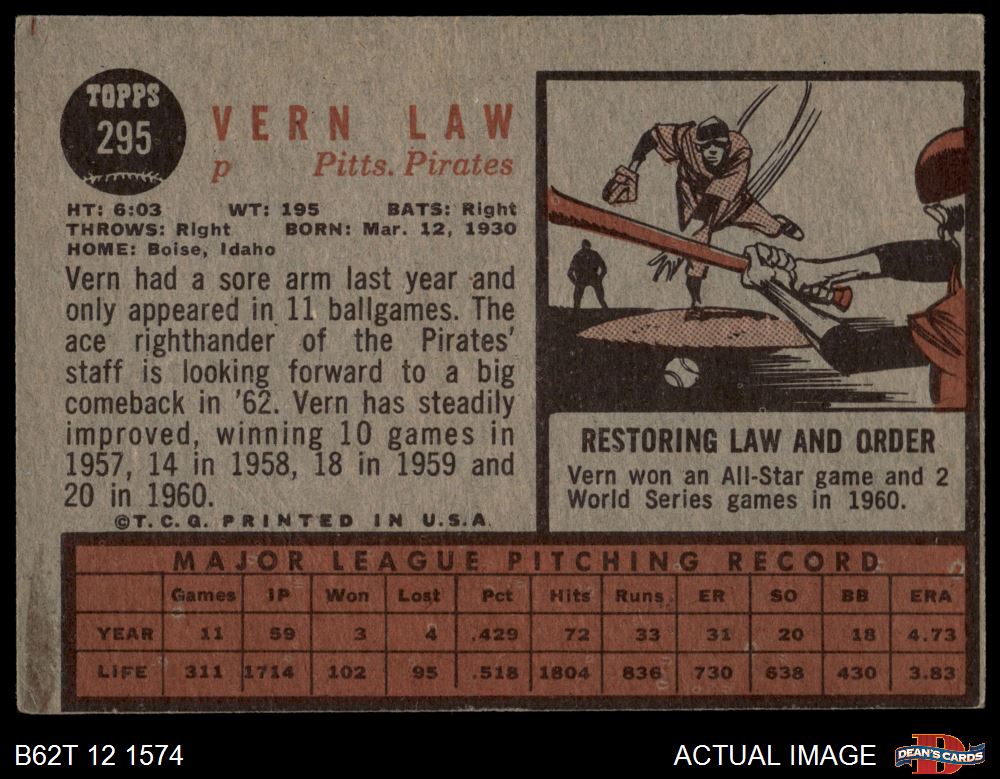 TOPPS
295
VERN LAW
p Pitts. Pirates
HT: 6:03 WT: 195 BATS: Right
THROWS: Right BORN: Mar. 12, 1930
HOME: Boise, Idaho
Vern had a sore arm last year and
only appeared in 11 ballgames. The
ace righthander of the Pirates'
staff is looking forward to a big
comeback in '62. Vern has steadily
improved, winning 10 games in
1957, 14 in 1958, 18 in 1959 and
20 in 1960.
©T.C.G. PRINTED IN U.S.A.
RESTORING LAW AND ORDER
Vern won an All-Star game and 2
World Series games in 1960.
MAJOR LEAGUE PITCHING RECORD
Games IP Won Lost Pct Hits Runs ER SO BB ERA
YEAR 11 59 3 4 .429 72 33 31 20 18 4.73
LIFE 311 1714 102 95 .518 1804 836 730 638 430 3.83
B62T 12 1574
ACTUAL IMAGE
DEAN'S CARDS